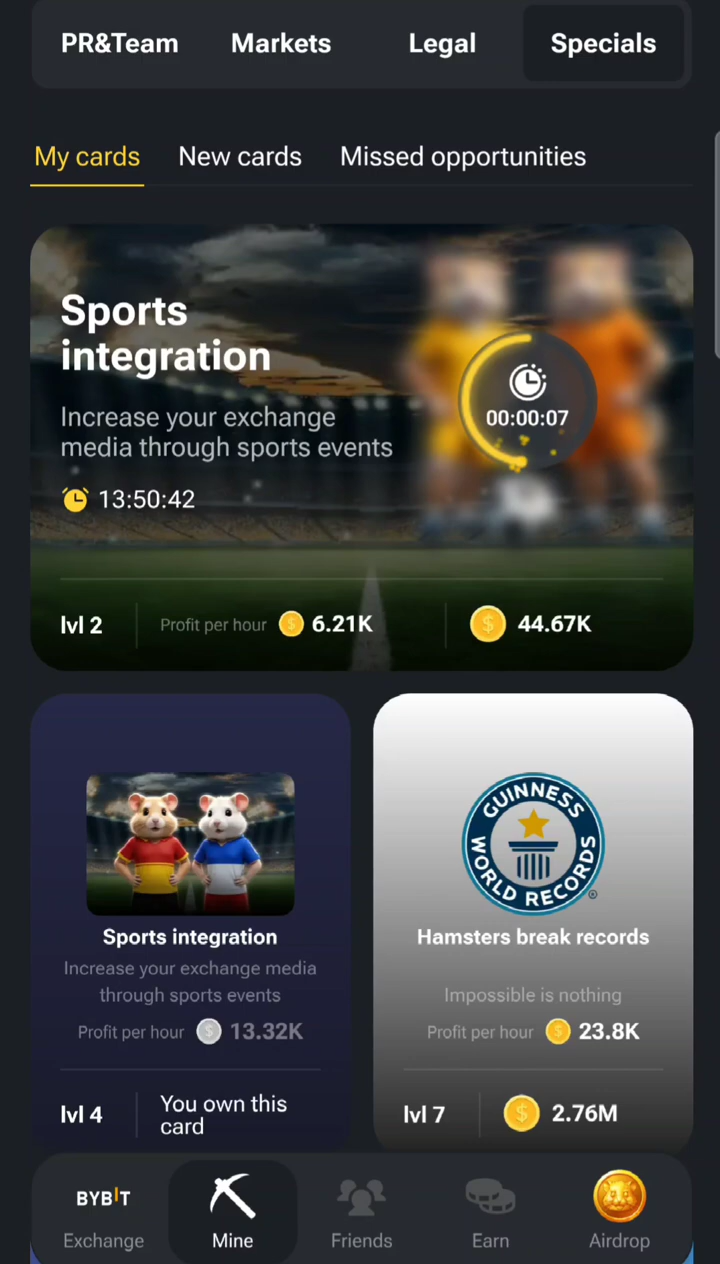 PR&Team Markets Legal Specials
My cards New cards Missed opportunities
Sports
integration
Increase your exchange
media through sports events
13:50:42
00:00:07
lvl 2 Profit per hour 6.21K 44.67K
Sports integration
Increase your exchange media
through sports events
Profit per hour 13.32K
lvl 4 You own this
card
GUINNESS
WORLD RECORDS
Hamsters break records
Impossible is nothing
Profit per hour 23.8K
lvl 7 2.76M
BYBIT
Exchange Mine Friends Earn Airdrop